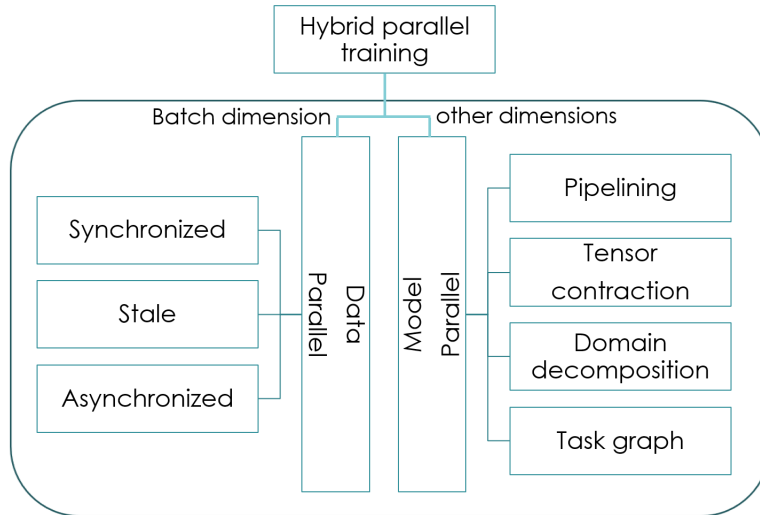 Hybrid parallel
training
Batch dimension
other dimensions
Synchronized
Stale
Asynchronized
Data
Parallel
Model
Parallel
Pipelining
Tensor
contraction
Domain
decomposition
Task graph